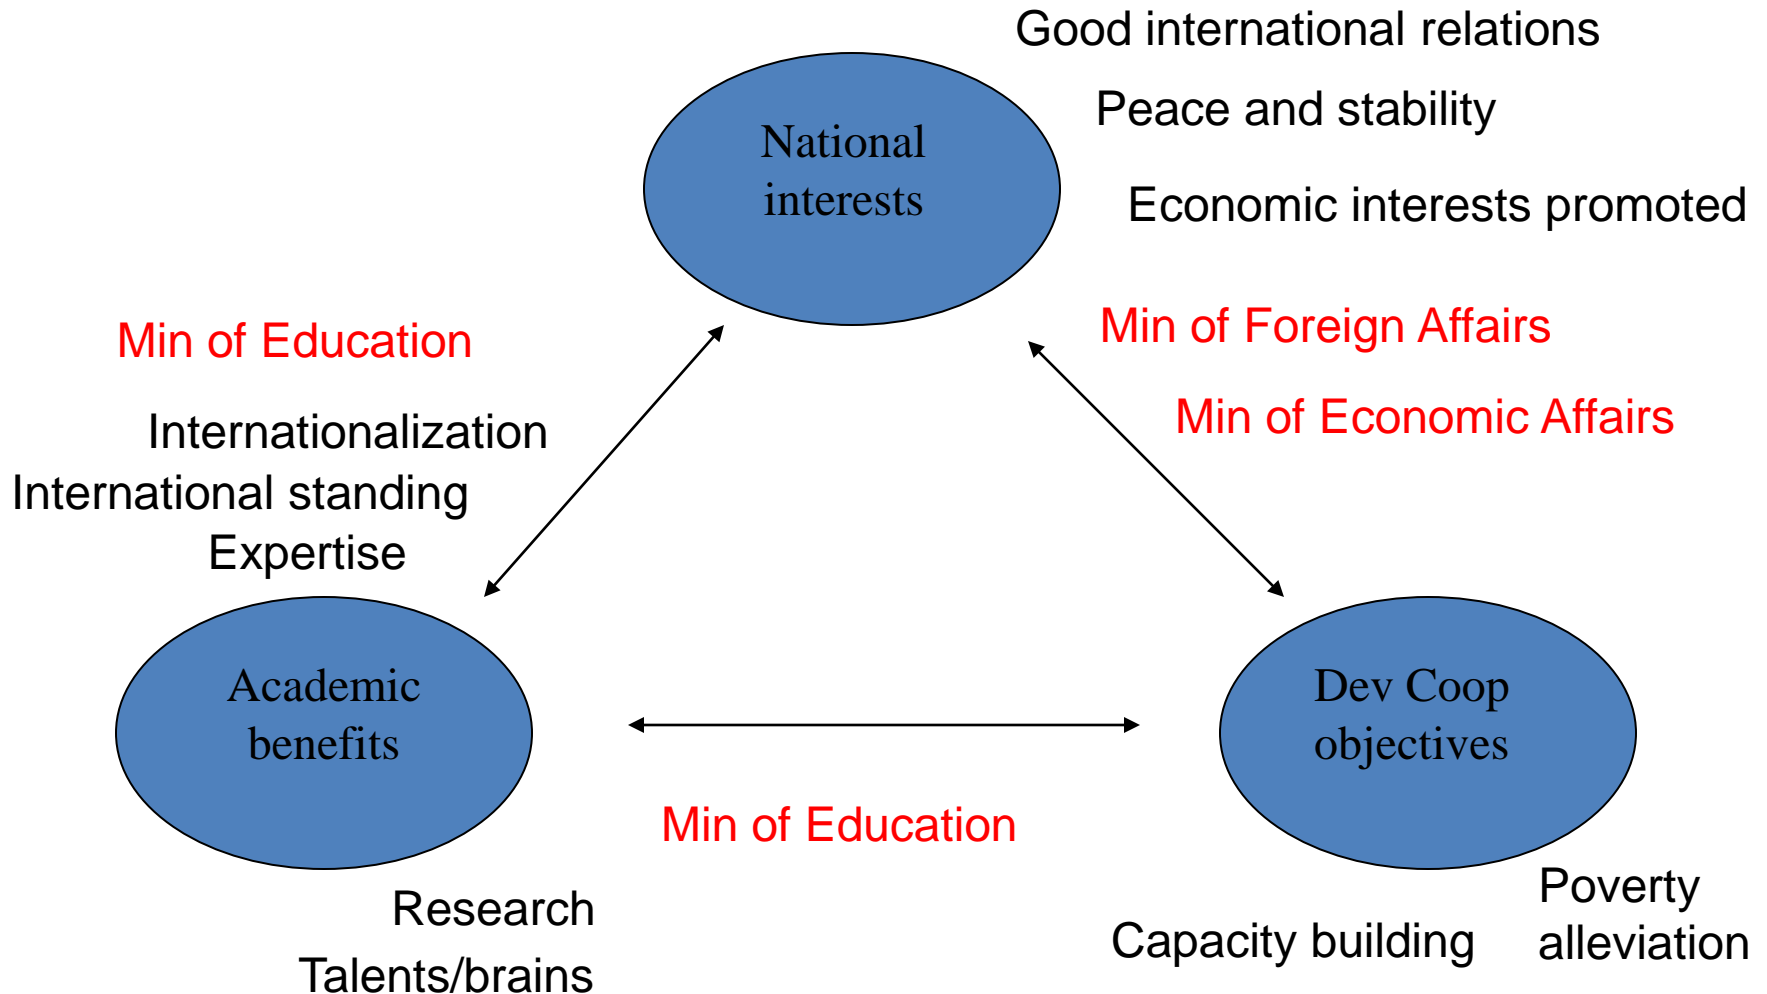 Good international relations
Peace and stability
National
interests
Economic interests promoted
Min of Education
Min of Foreign Affairs
Min of Economic Affairs
Internationalization
International standing
Expertise
Academic
benefits
Dev Coop
objectives
Min of Education
Research
Talents/brains
Capacity building
Poverty
alleviation